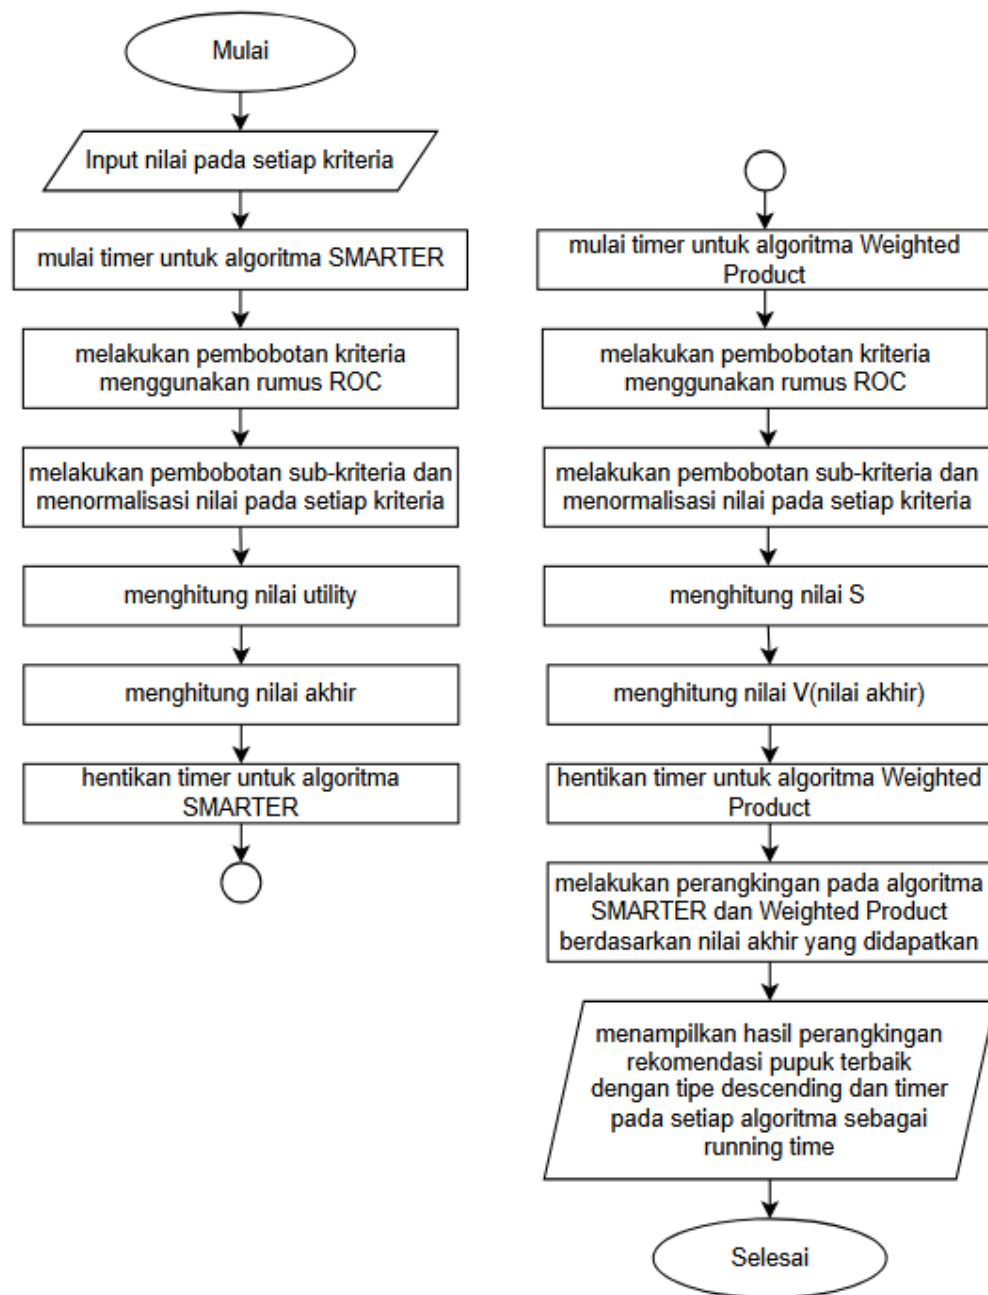 Mulai
Input nilai pada setiap kriteria
mulai timer untuk algoritma SMARTER
melakukan pembobotan kriteria
menggunakan rumus ROC
melakukan pembobotan sub-kriteria dan
menormalisasi nilai pada setiap kriteria
menghitung nilai utility
menghitung nilai akhir
hentikan timer untuk algoritma
SMARTER
mulai timer untuk algoritma Weighted
Product
melakukan pembobotan kriteria
menggunakan rumus ROC
melakukan pembobotan sub-kriteria dan
menormalisasi nilai pada setiap kriteria
menghitung nilai S
menghitung nilai V(nilai akhir)
hentikan timer untuk algoritma Weighted
Product
melakukan perangkingan pada algoritma
SMARTER dan Weighted Product
berdasarkan nilai akhir yang didapatkan
menampilkan hasil perangkingan
rekomendasi pupuk terbaik
dengan tipe descending dan timer
pada setiap algoritma sebagai
running time
Selesai